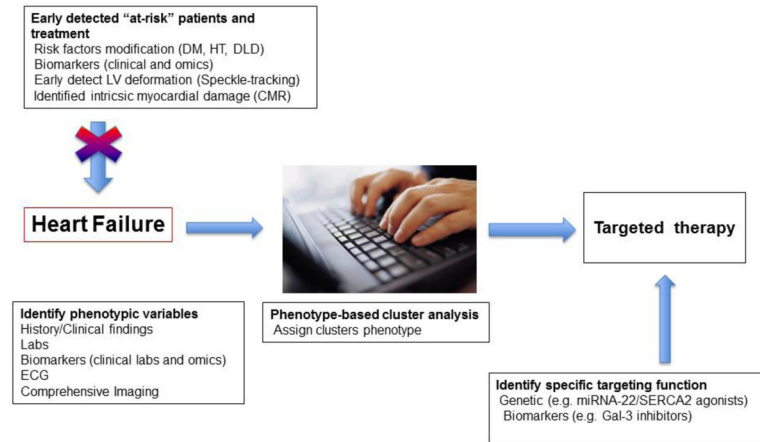 Early detected “at-risk” patients and
treatment
Risk factors modification (DM, HT, DLD)
Biomarkers (clinical and omics)
Early detect LV deformation (Speckle-tracking)
Identified intricsic myocardial damage (CMR)
Heart Failure
Targeted therapy
Identify phenotypic variables
History/Clinical findings
Labs
Biomarkers (clinical labs and omics)
ECG
Comprehensive Imaging
Phenotype-based cluster analysis
Assign clusters phenotype
Identify specific targeting function
Genetic (e.g. miRNA-22/SERCA2 agonists)
Biomarkers (e.g. Gal-3 inhibitors)